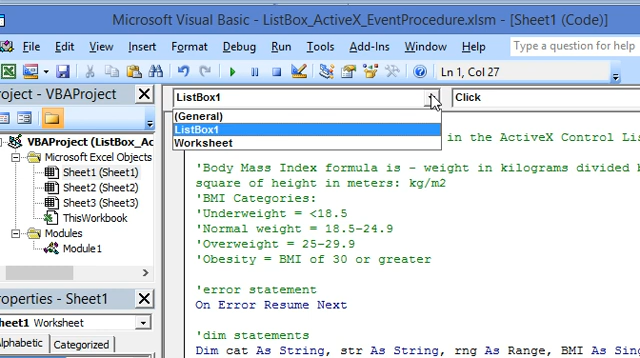 Microsoft Visual Basic - ListBox_ActiveX_EventProcedure.xlsm - [Sheet1 (Code)]
File Edit View Insert Format Debug Run Tools Add-Ins Window Help Type a question for help
Ln 1, Col 27
roject - VBAProject
ListBox1
Click
(General)
ListBox1
Worksheet
VBAProject (ListBox_Ac
Microsoft Excel Objects
Sheet1 (Sheet1)
Sheet2 (Sheet2)
Sheet3 (Sheet3)
ThisWorkbook
Modules
Module1
in the ActiveX Control Lis
'Body Mass Index formula is - weight in kilograms divided b
square of height in meters: kg/m2
'BMI Categories:
'Underweight = <18.5
'Normal weight = 18.5-24.9
'Overweight = 25-29.9
'Obesity = BMI of 30 or greater
'error statement
On Error Resume Next
'dim statements
Dim cat As String, str As String, rng As Range, BMI As Sing
roperties - Sheet1
heet1 Worksheet
lphabetic Categorized